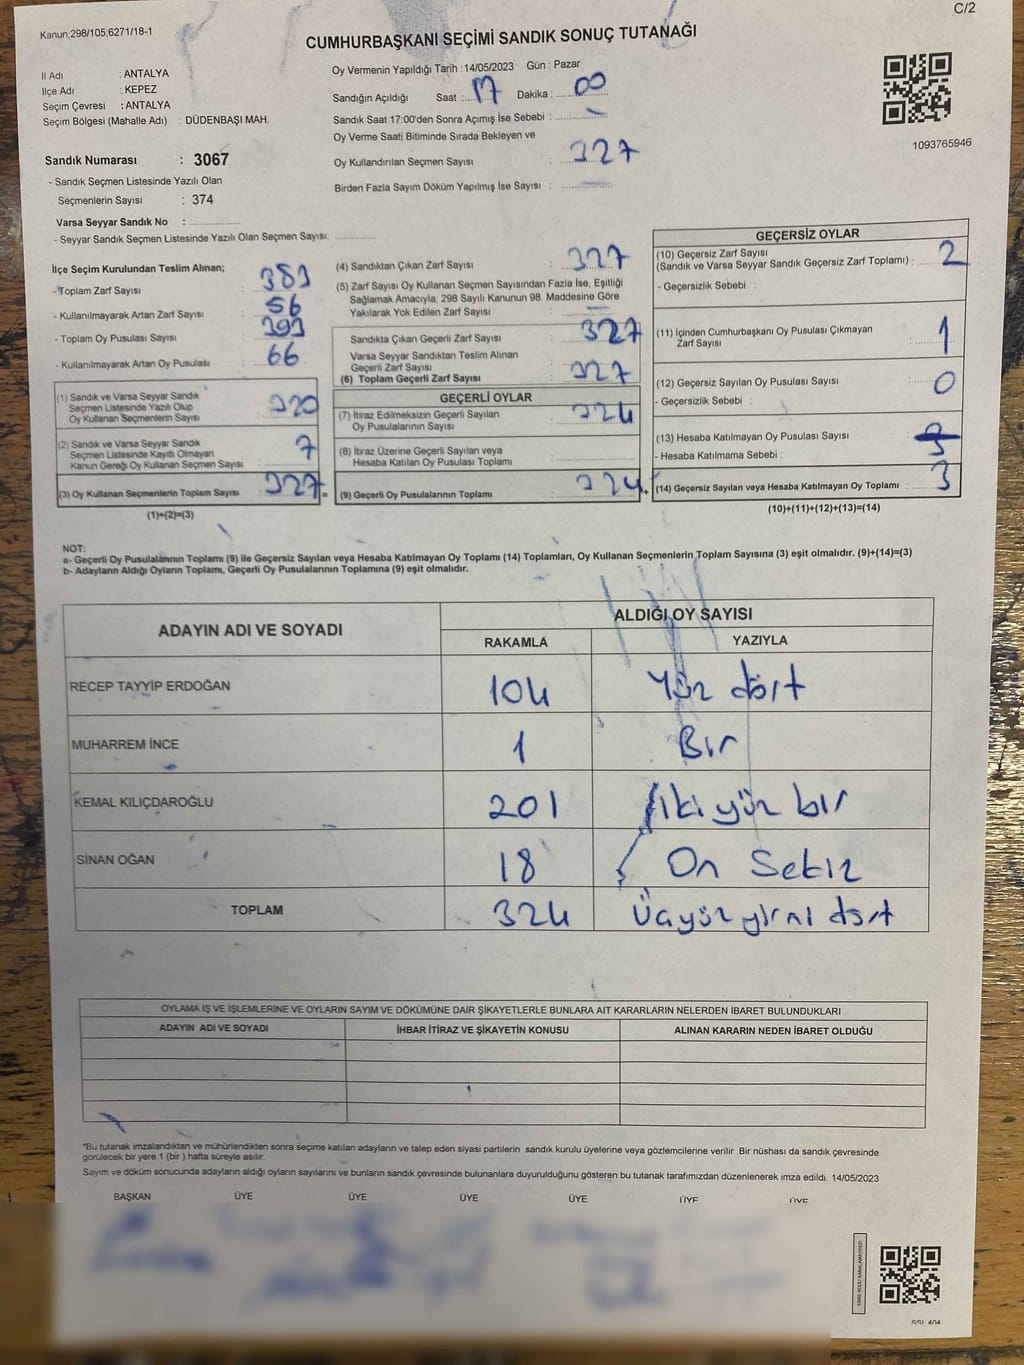 C/2
Kanun;298/105;6271/18-1
CUMHURBAŞKANI SEÇİMİ SANDIK SONUÇ TUTANAĞI
İl Adı : ANTALYA
İlçe Adı : KEPEZ
Seçim Çevresi : ANTALYA
Seçim Bölgesi (Mahalle Adı) : DÜDENBAŞI MAH.
Oy Vermenin Yapıldığı Tarih :14/05/2023 Gün : Pazar
Sandığın Açıldığı Saat :17 Dakika : 00
Sandık Saat 17:00'den Sonra Açımış İse Sebebi : -
Oy Verme Saati Bitiminde Sırada Bekleyen ve
Oy Kullandırılan Seçmen Sayısı : 327
Birden Fazla Sayım Döküm Yapılmış İse Sayısı :
1093765946
Sandık Numarası : 3067
- Sandık Seçmen Listesinde Yazılı Olan
Seçmenlerin Sayısı : 374
Varsa Seyyar Sandık No :
- Seyyar Sandık Seçmen Listesinde Yazılı Olan Seçmen Sayısı:
İlçe Seçim Kurulundan Teslim Alınan;
- Toplam Zarf Sayısı : 383
- Kullanılmayarak Artan Zarf Sayısı : 56
- Toplam Oy Pusulası Sayısı : 393
- Kullanılmayarak Artan Oy Pusulası : 66
(1) Sandık ve Varsa Seyyar Sandık
Seçmen Listesinde Yazılı Olup
Oy Kullanan Seçmenlerin Sayısı : 320
(2) Sandık ve Varsa Seyyar Sandık
Seçmen Listesinde Kayıtlı Olmayan
Kanun Gereği Oy Kullanan Seçmen Sayısı : 7
(3) Oy Kullanan Seçmenlerin Toplam Sayısı : 327 =
(1)+(2)=(3)
(4) Sandıktan Çıkan Zarf Sayısı : 327
(5) Zarf Sayısı Oy Kullanan Seçmen Sayısından Fazla İse, Eşitliği
Sağlamak Amacıyla; 298 Sayılı Kanunun 98. Maddesine Göre
Yakılarak Yok Edilen Zarf Sayısı : -
Sandıkta Çıkan Geçerli Zarf Sayısı : 327
Varsa Seyyar Sandıktan Teslim Alınan
Geçerli Zarf Sayısı :
(6) Toplam Geçerli Zarf Sayısı : 327
GEÇERLİ OYLAR
(7) İtiraz Edilmeksizin Geçerli Sayılan
Oy Pusulalarının Sayısı : 324
(8) İtiraz Üzerine Geçerli Sayılan veya
Hesaba Katılan Oy Pusulası Toplamı :
(9) Geçerli Oy Pusulalarının Toplamı : 324 +
GEÇERSİZ OYLAR
(10) Geçersiz Zarf Sayısı
(Sandık ve Varsa Seyyar Sandık Geçersiz Zarf Toplamı) : 2
- Geçersizlik Sebebi :
(11) İçinden Cumhurbaşkanı Oy Pusulası Çıkmayan
Zarf Sayısı : 1
(12) Geçersiz Sayılan Oy Pusulası Sayısı : 0
- Geçersizlik Sebebi :
(13) Hesaba Katılmayan Oy Pusulası Sayısı :
- Hesaba Katılmama Sebebi :
(14) Geçersiz Sayılan veya Hesaba Katılmayan Oy Toplamı : 3
(10)+(11)+(12)+(13)=(14)
NOT:
a- Geçerli Oy Pusulalarının Toplamı (9) ile Geçersiz Sayılan veya Hesaba Katılmayan Oy Toplamı (14) Toplamları, Oy Kullanan Seçmenlerin Toplam Sayısına (3) eşit olmalıdır. (9)+(14)=(3)
b- Adayların Aldığı Oyların Toplamı, Geçerli Oy Pusulalarının Toplamına (9) eşit olmalıdır.
ADAYIN ADI VE SOYADI
ALDIĞI OY SAYISI
RAKAMLA YAZIYLA
RECEP TAYYİP ERDOĞAN 104 Yüz dört
MUHARREM İNCE 1 Bir
KEMAL KILIÇDAROĞLU 201 iki yüz bir
SİNAN OĞAN 18 On Sekiz
TOPLAM 324 Üçyüz yirmi dört
OYLAMA İŞ VE İŞLEMLERİNE VE OYLARIN SAYIM VE DÖKÜMÜNE DAİR ŞİKAYETLERLE BUNLARA AİT KARARLARIN NELERDEN İBARET BULUNDUKLARI
ADAYIN ADI VE SOYADI İHBAR İTİRAZ VE ŞİKAYETİN KONUSU ALINAN KARARIN NEDEN İBARET OLDUĞU
*Bu tutanak imzalandıktan ve mühürlendikten sonra seçime katılan adayların ve talep eden siyasi partilerin sandık kurulu üyelerine veya gözlemcilerine verilir .Bir nüshası da sandık çevresinde
görülecek bir yere 1 (bir ) hafta süreyle asılır.
Sayım ve döküm sonucunda adayların aldığı oyların sayılarını ve bunların sandık çevresinde bulunanlara duyurulduğunu gösteren bu tutanak tarafımızdan düzenlenerek imza edildi. 14/05/2023
BAŞKAN ÜYE ÜYE ÜYE ÜYE ÜYE ÜYE